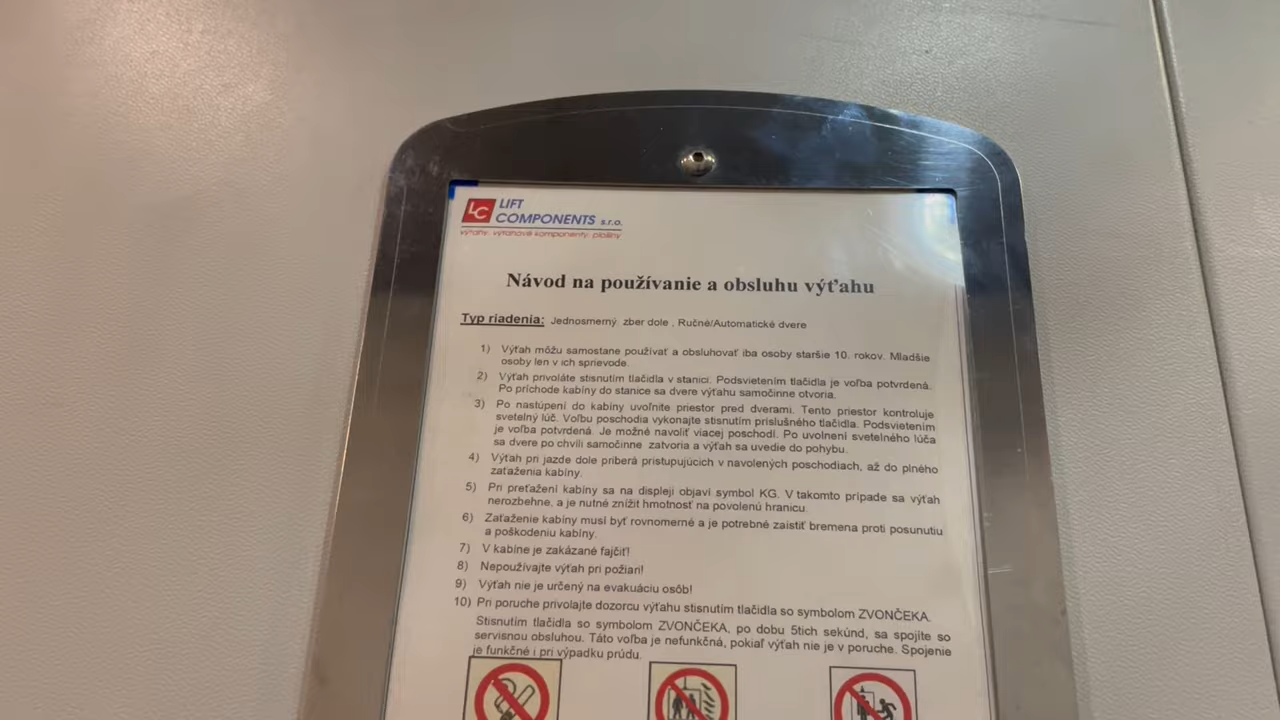 LC
LIFT
COMPONENTS s.r.o.
výťahy, výťahové komponenty, plošiny
Návod na používanie a obsluhu výťahu
Typ riadenia: Jednosmerný zber dole , Ručné/Automatické dvere
1) Výťah môžu samostane používať a obsluhovať iba osoby staršie 10. rokov. Mladšie
osoby len v ich sprievode.
2) Výťah privoláte stisnutím tlačidla v stanici. Podsvietením tlačidla je voľba potvrdená.
Po príchode kabíny do stanice sa dvere výťahu samočinne otvoria.
3) Po nastúpení do kabíny uvoľnite priestor pred dverami. Tento priestor kontroluje
svetelný lúč. Voľbu poschodia vykonajte stisnutím príslušného tlačidla. Podsvietením
je voľba potvrdená. Je možné navoliť viacej poschodí. Po uvolnení svetelného lúča
sa dvere po chvíli samočinne zatvoria a výťah sa uvedie do pohybu.
4) Výťah pri jazde dole priberá pristupujúcich v navolených poschodiach, až do plného
zaťaženia kabíny.
5) Pri preťažení kabíny sa na displeji objaví symbol KG. V takomto prípade sa výťah
nerozbehne, a je nutné znížiť hmotnosť na povolenú hranicu.
6) Zaťaženie kabíny musí byť rovnomerné a je potrebné zaistiť bremena proti posunutiu
a poškodeniu kabíny.
7) V kabíne je zakázané fajčiť!
8) Nepoužívajte výťah pri požiari!
9) Výťah nie je určený na evakuáciu osôb!
10) Pri poruche privolajte dozorcu výťahu stisnutím tlačidla so symbolom ZVONČEKA.
Stisnutím tlačidla so symbolom ZVONČEKA, po dobu 5tich sekúnd, sa spojíte so
servisnou obsluhou. Táto voľba je nefunkčná, pokiaľ výťah nie je v poruche. Spojenie
je funkčné i pri výpadku prúdu.